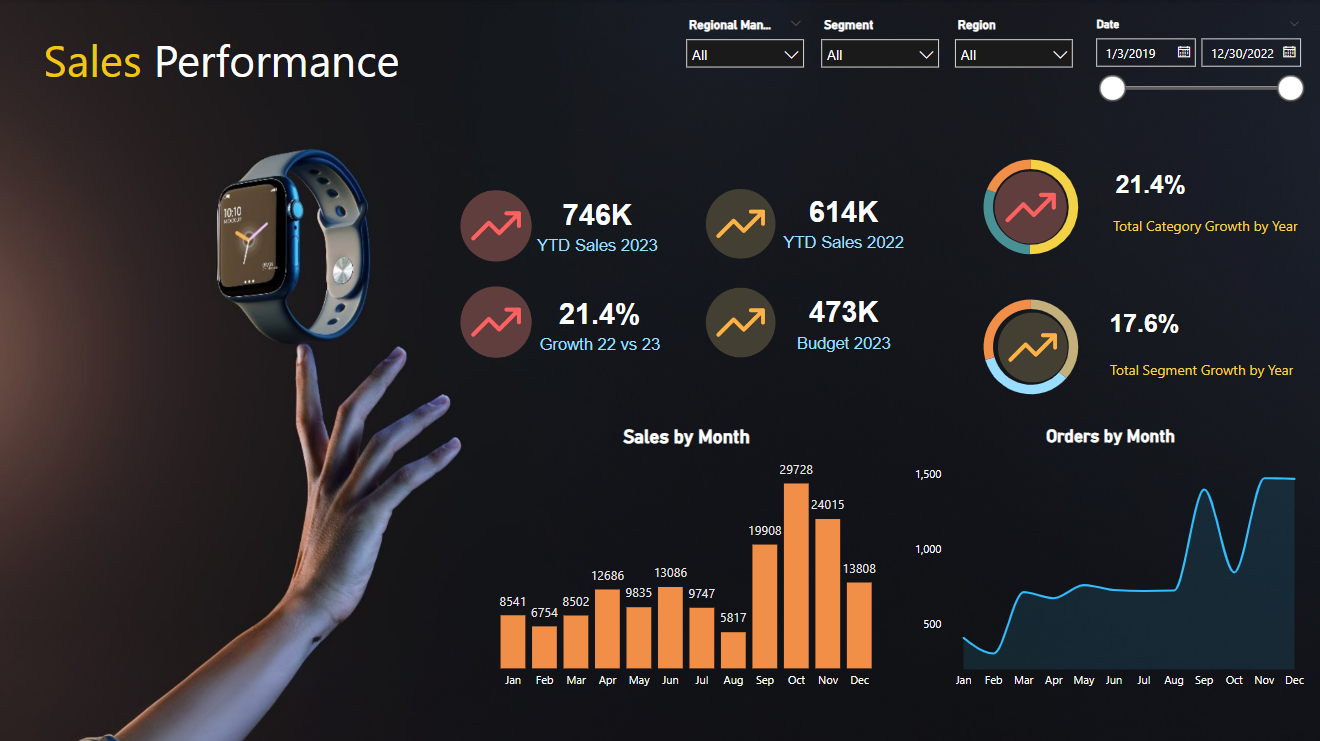 Sales Performance
Regional Man...
Segment
Region
Date
All
All
All
1/3/2019
12/30/2022
10:10
746K
YTD Sales 2023
614K
YTD Sales 2022
21.4%
Total Category Growth by Year
21.4%
Growth 22 vs 23
473K
Budget 2023
17.6%
Total Segment Growth by Year
Sales by Month
29728
24015
19908
13808
13086
12686
9835
9747
8541
8502
6754
5817
Jan Feb Mar Apr May Jun Jul Aug Sep Oct Nov Dec
Orders by Month
1,500
1,000
500
Jan Feb Mar Apr May Jun Jul Aug Sep Oct Nov Dec